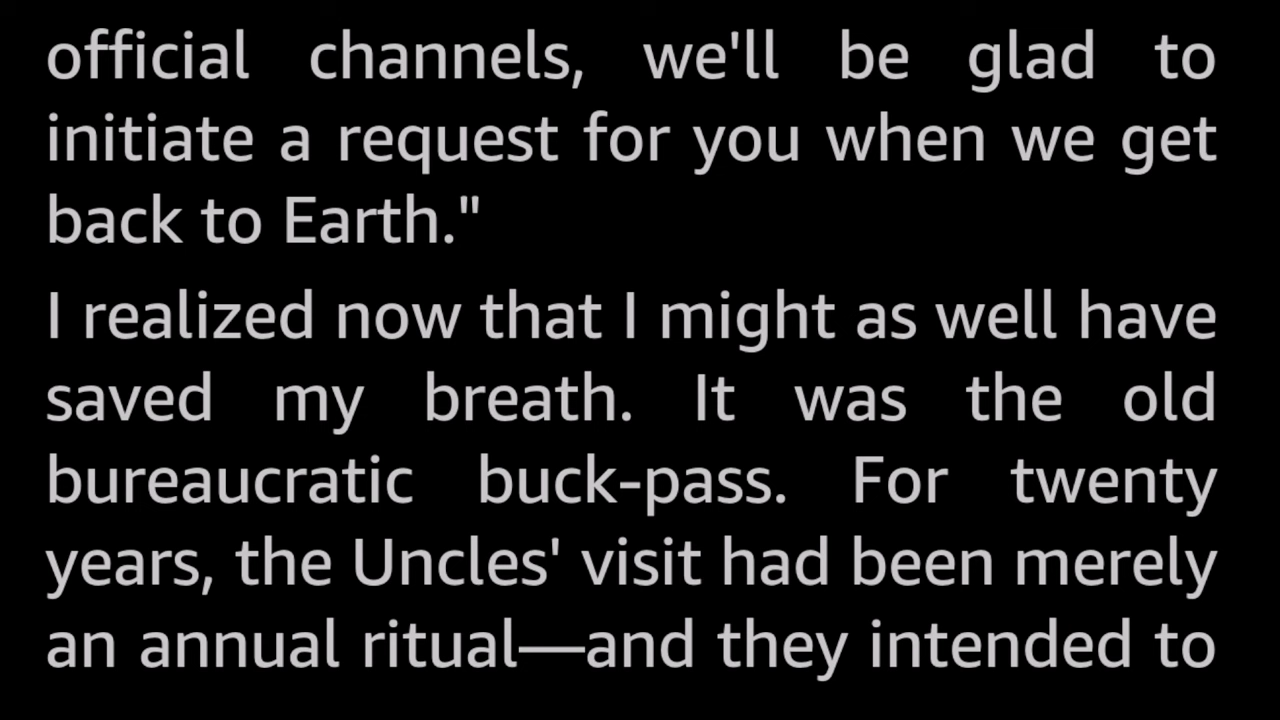 official channels, we'll be glad to
initiate a request for you when we get
back to Earth."
I realized now that I might as well have
saved my breath. It was the old
bureaucratic buck-pass. For twenty
years, the Uncles' visit had been merely
an annual ritual—and they intended to